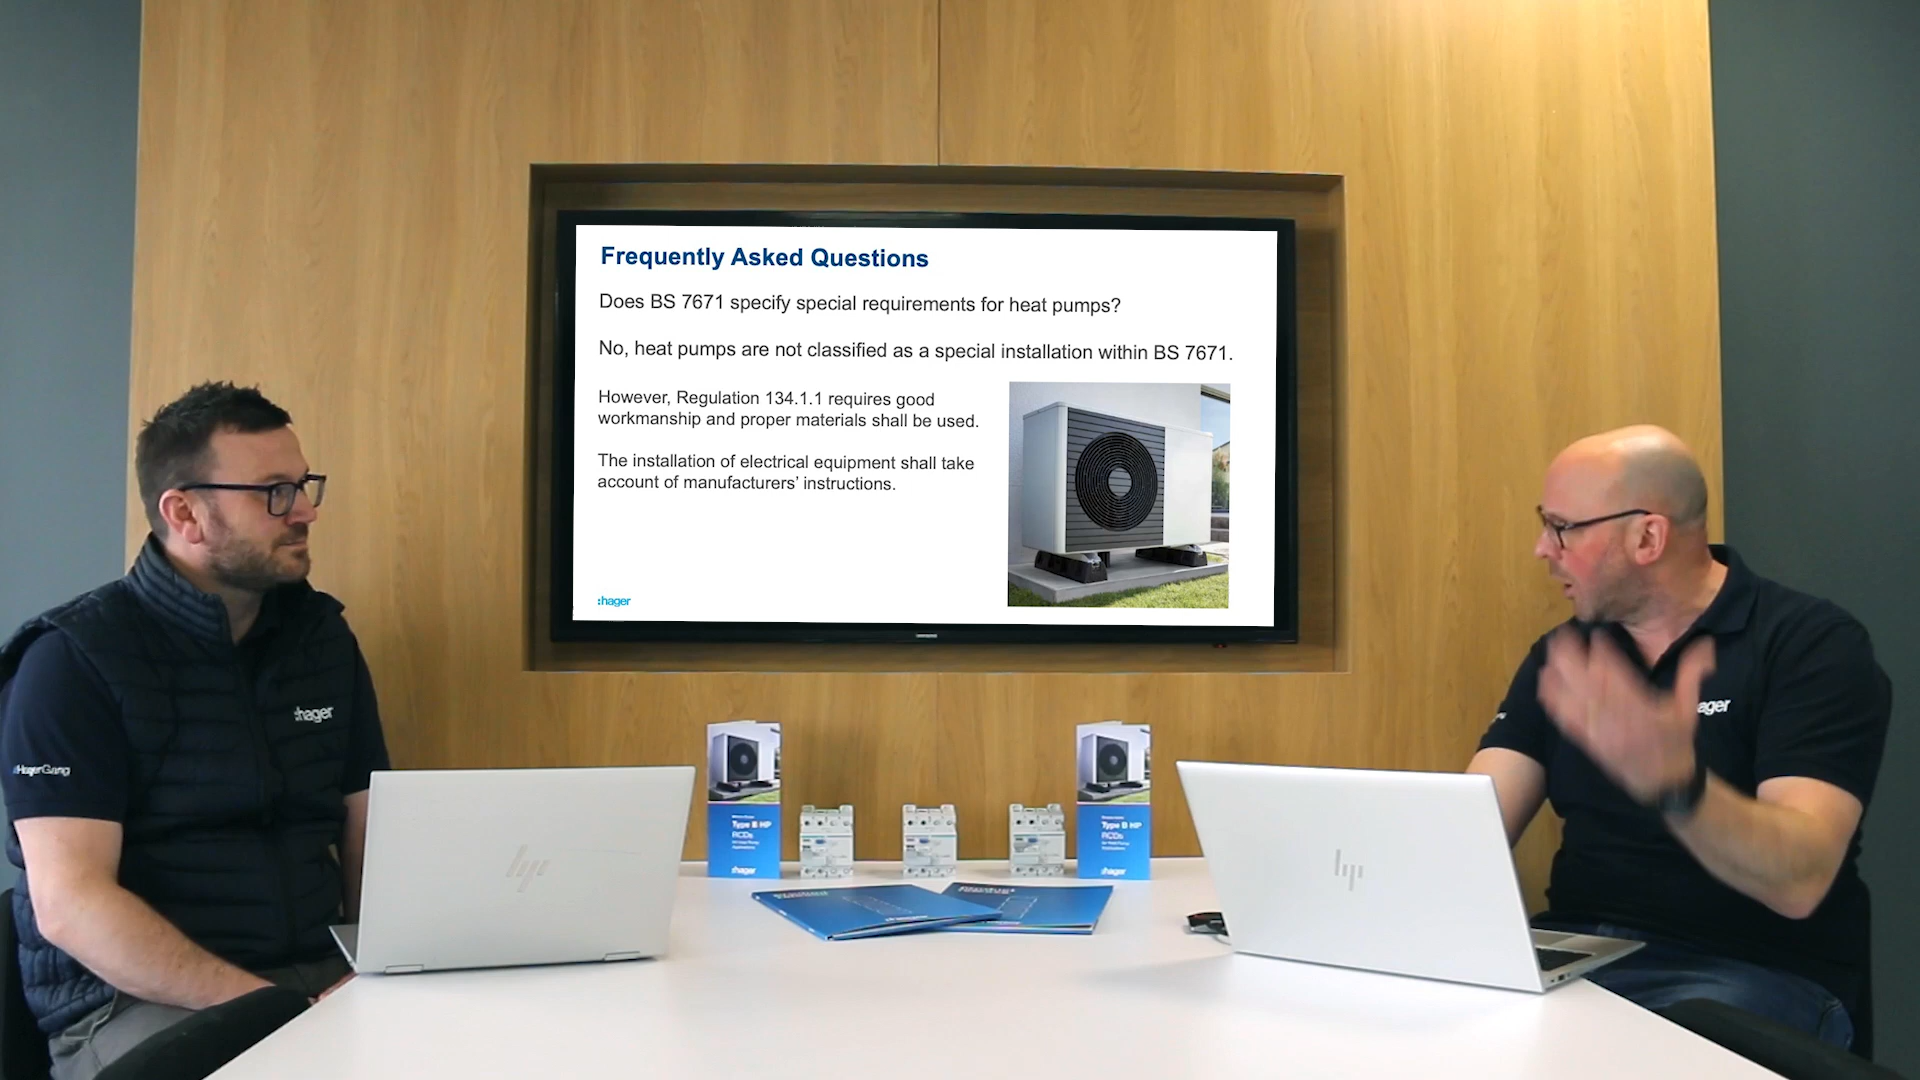 Frequently Asked Questions
Does BS 7671 specify special requirements for heat pumps?
No, heat pumps are not classified as a special installation within BS 7671.
However, Regulation 134.1.1 requires good
workmanship and proper materials shall be used.
The installation of electrical equipment shall take
account of manufacturers' instructions.
:hager
:hager
#HagerGang
ager
hp
hp
Type B HP
RCDs
:hager
Type B HP
RCDs
:hager